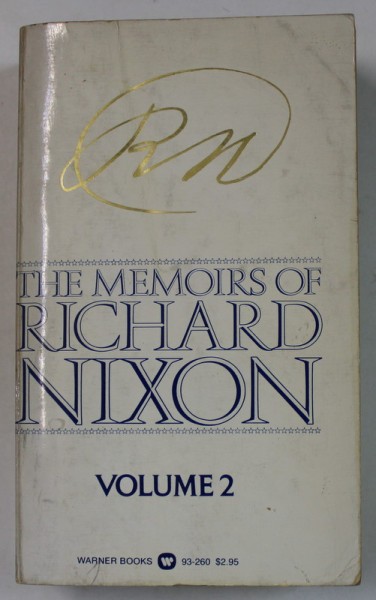 RN
THE MEMOIRS OF
RICHARD
NIXON
VOLUME 2
WARNER BOOKS W 93-260 $2.95